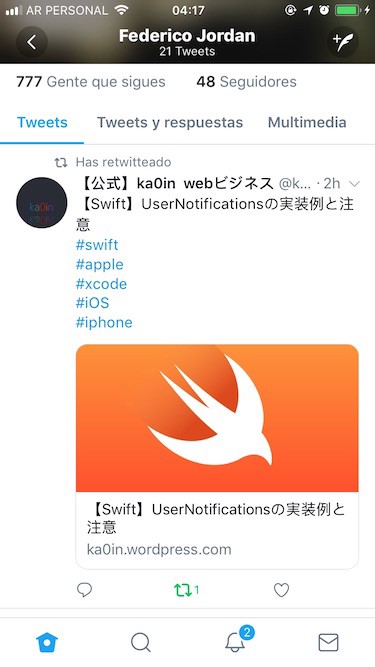 AR PERSONAL 04:17
Federico Jordan
21 Tweets
777 Gente que sigues 48 Seguidores
Tweets Tweets y respuestas Multimedia
Has retwitteado
【公式】ka0in webビジネス @k... · 2h
【Swift】UserNotificationsの実装例と注
意
#swift
#apple
#xcode
#iOS
#iphone
ka0in
【Swift】UserNotificationsの実装例と
注意
ka0in.wordpress.com
1
2